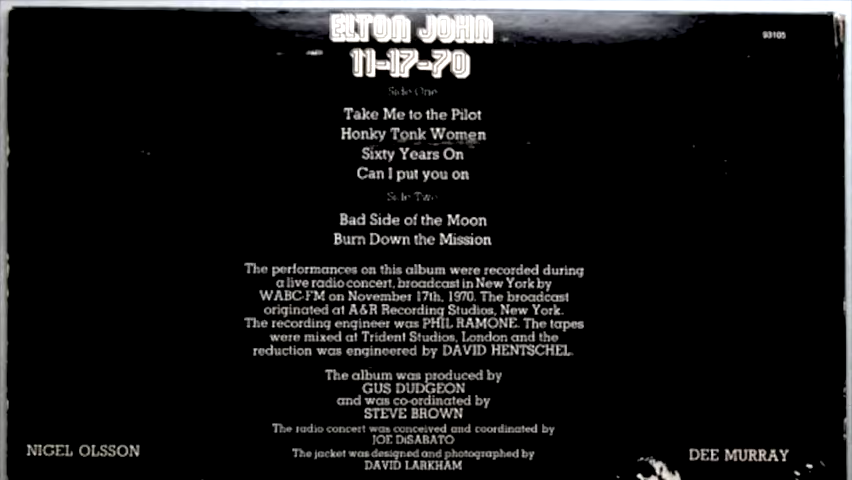 ELTON JOHN
11-17-70
93105
Side One
Take Me to the Pilot
Honky Tonk Women
Sixty Years On
Can I put you on
Side Two
Bad Side of the Moon
Burn Down the Mission
The performances on this album were recorded during
a live radio concert, broadcast in New York by
WABC-FM on November 17th, 1970. The broadcast
originated at A&R Recording Studios, New York.
The recording engineer was PHIL RAMONE. The tapes
were mixed at Trident Studios, London and the
reduction was engineered by DAVID HENTSCHEL.
The album was produced by
GUS DUDGEON
and was co-ordinated by
STEVE BROWN
The radio concert was conceived and coordinated by
JOE DiSABATO
The jacket was designed and photographed by
DAVID LARKHAM
NIGEL OLSSON
DEE MURRAY